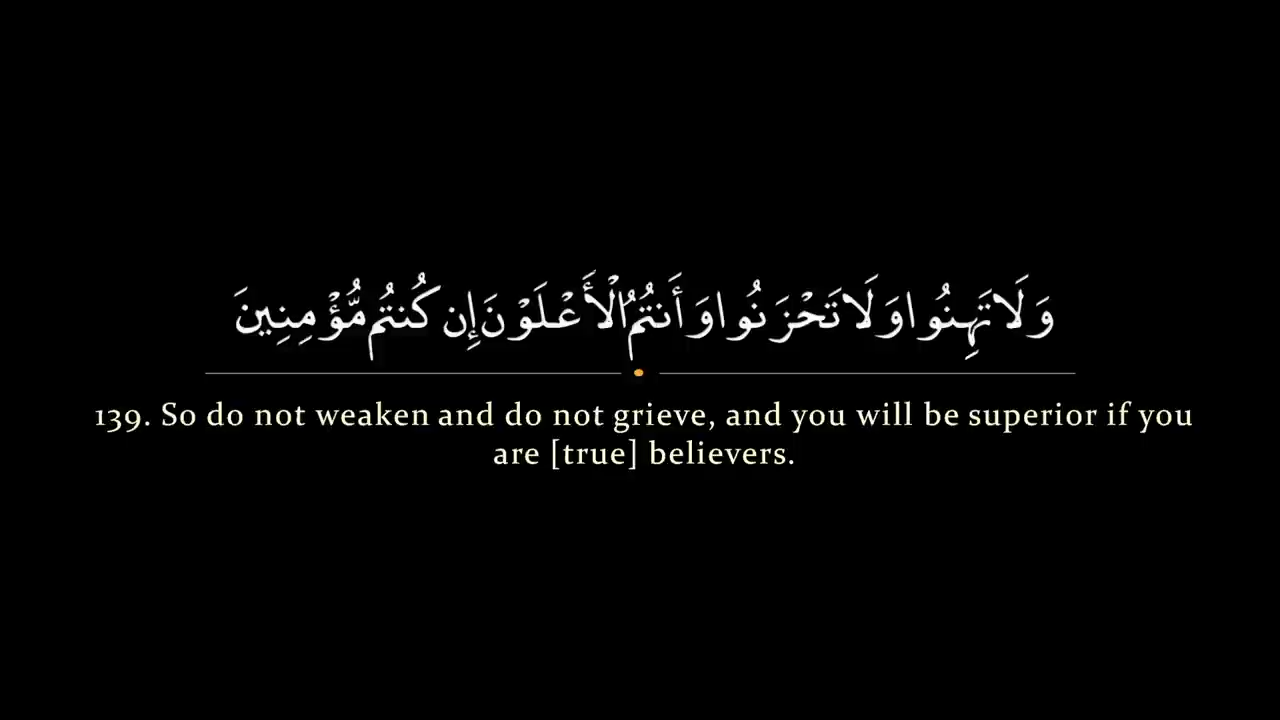 وَلَا تَهِنُوا وَلَا تَحْزَنُوا وَأَنتُمُ الْأَعْلَوْنَ إِن كُنتُم مُّؤْمِنِينَ
139. So do not weaken and do not grieve, and you will be superior if you
are [true] believers.